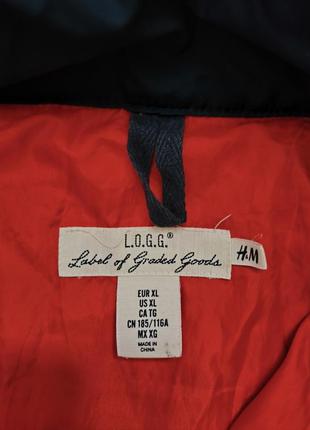 L.O.G.G.®
Label of Graded Goods
H&M
EUR XL
US XL
CA TG
CN 185/116A
MX XG
MADE IN
CHINA